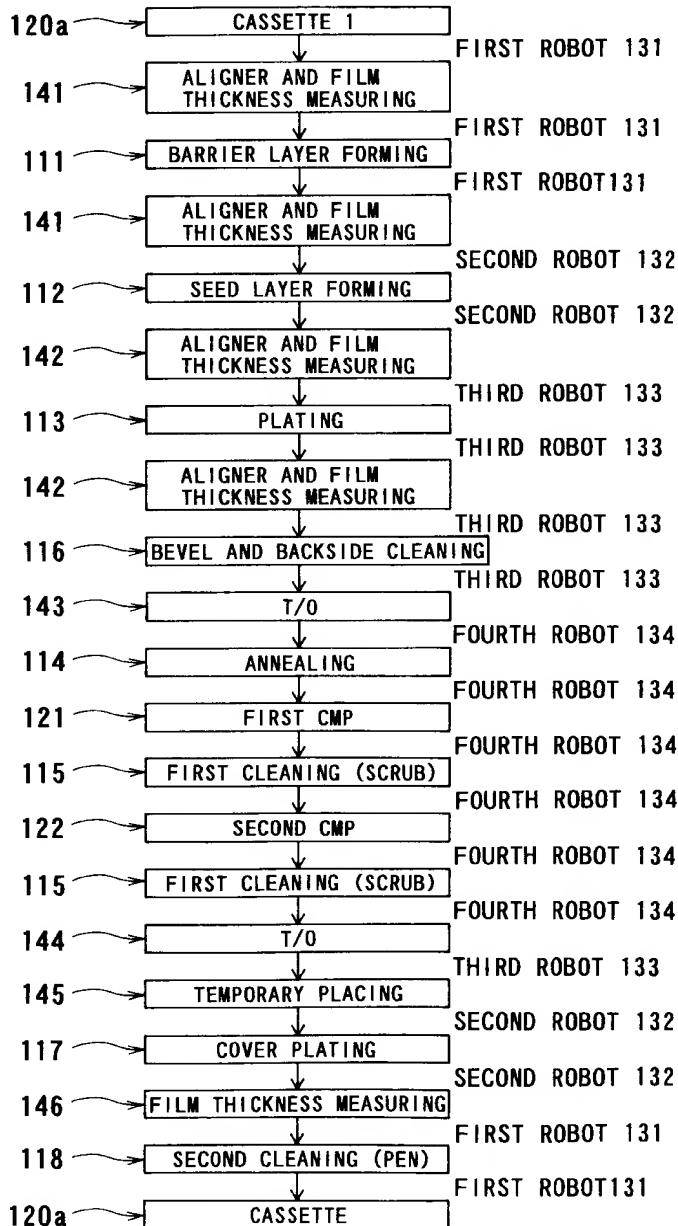 120a CASSETTE 1
FIRST ROBOT 131
141 ALIGNER AND FILM
THICKNESS MEASURING
FIRST ROBOT 131
111 BARRIER LAYER FORMING
FIRST ROBOT131
141 ALIGNER AND FILM
THICKNESS MEASURING
SECOND ROBOT 132
112 SEED LAYER FORMING
SECOND ROBOT 132
142 ALIGNER AND FILM
THICKNESS MEASURING
THIRD ROBOT 133
113 PLATING
THIRD ROBOT 133
142 ALIGNER AND FILM
THICKNESS MEASURING
THIRD ROBOT 133
116 BEVEL AND BACKSIDE CLEANING
THIRD ROBOT 133
143 T/O
FOURTH ROBOT 134
114 ANNEALING
FOURTH ROBOT 134
121 FIRST CMP
FOURTH ROBOT 134
115 FIRST CLEANING (SCRUB)
FOURTH ROBOT 134
122 SECOND CMP
FOURTH ROBOT 134
115 FIRST CLEANING (SCRUB)
FOURTH ROBOT 134
144 T/O
THIRD ROBOT 133
145 TEMPORARY PLACING
SECOND ROBOT 132
117 COVER PLATING
SECOND ROBOT 132
146 FILM THICKNESS MEASURING
FIRST ROBOT 131
118 SECOND CLEANING (PEN)
FIRST ROBOT131
120a CASSETTE